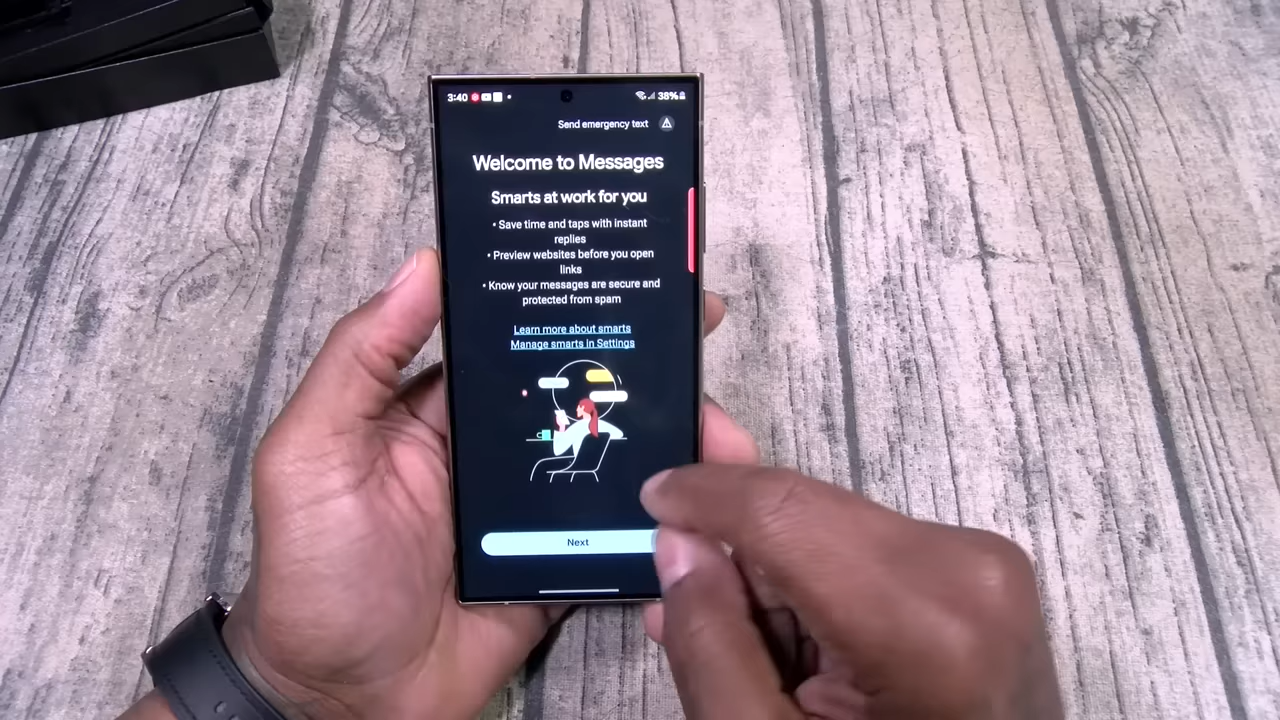 3:40 38%
Send emergency text
Welcome to Messages
Smarts at work for you
• Save time and taps with instant
replies
• Preview websites before you open
links
• Know your messages are secure and
protected from spam
Learn more about smarts
Manage smarts in Settings
Next